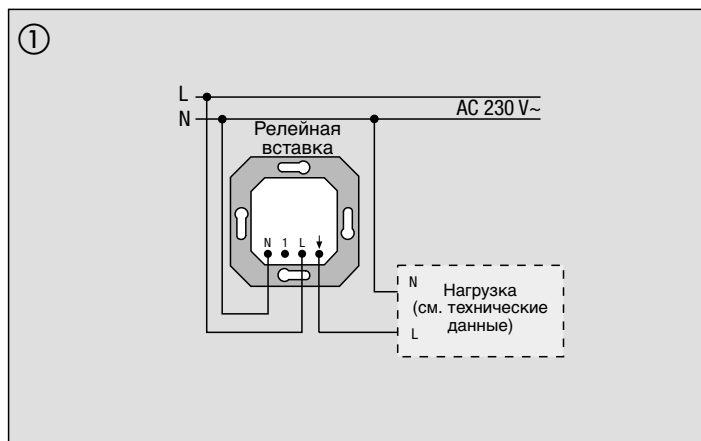 ①
L
AC 230 V~
N
Релейная
вставка
N 1 L ↓
N
Нагрузка
(см. технические
данные)
L